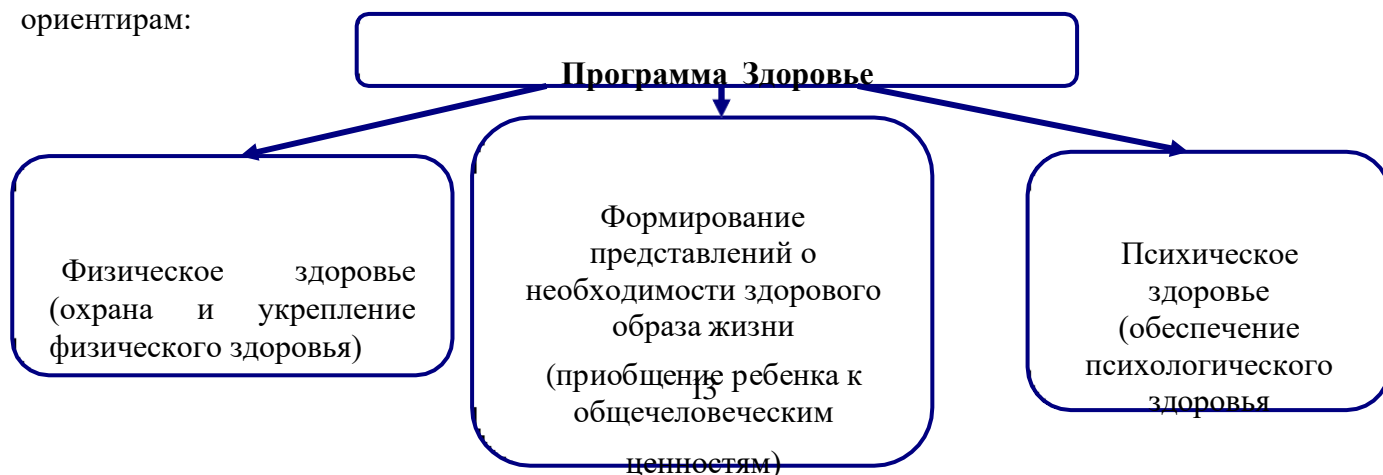 ориентирам:
Программа Здоровье
Физическое здоровье
(охрана и укрепление
физического здоровья)
Формирование
представлений о
необходимости здорового
образа жизни
(приобщение ребенка к
общечеловеческим
ценностям)
13
Психическое
здоровье
(обеспечение
психологического
здоровья